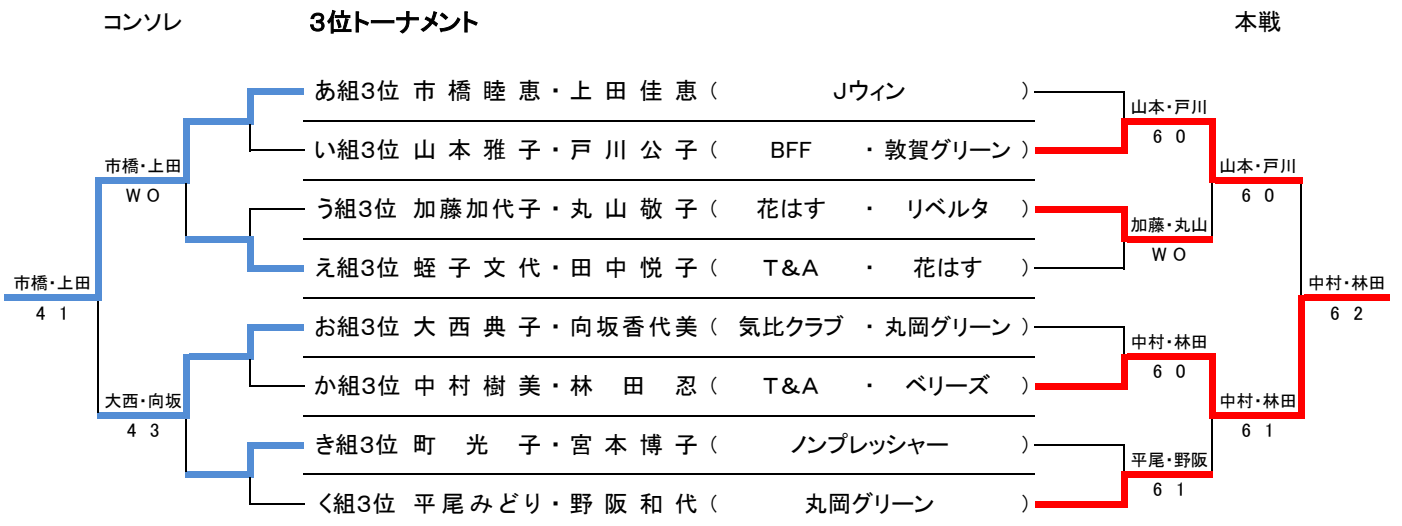 コンソレ 3位トーナメント 本戦
あ組3位 市橋睦恵・上田佳恵（ Jウィン ）
山本・戸川
6 0
い組3位 山本雅子・戸川公子（ BFF ・敦賀グリーン ）
市橋・上田
W O
山本・戸川
6 0
う組3位 加藤加代子・丸山敬子（ 花はす ・ リベルタ ）
加藤・丸山
W O
え組3位 蛭子文代・田中悦子（ T&A ・ 花はす ）
市橋・上田
4 1
中村・林田
6 2
お組3位 大西典子・向坂香代美（ 気比クラブ ・丸岡グリーン ）
中村・林田
6 0
か組3位 中村樹美・林田忍（ T&A ・ ベリーズ ）
大西・向坂
4 3
中村・林田
6 1
き組3位 町光子・宮本博子（ ノンプレッシャー ）
平尾・野阪
6 1
く組3位 平尾みどり・野阪和代（ 丸岡グリーン ）